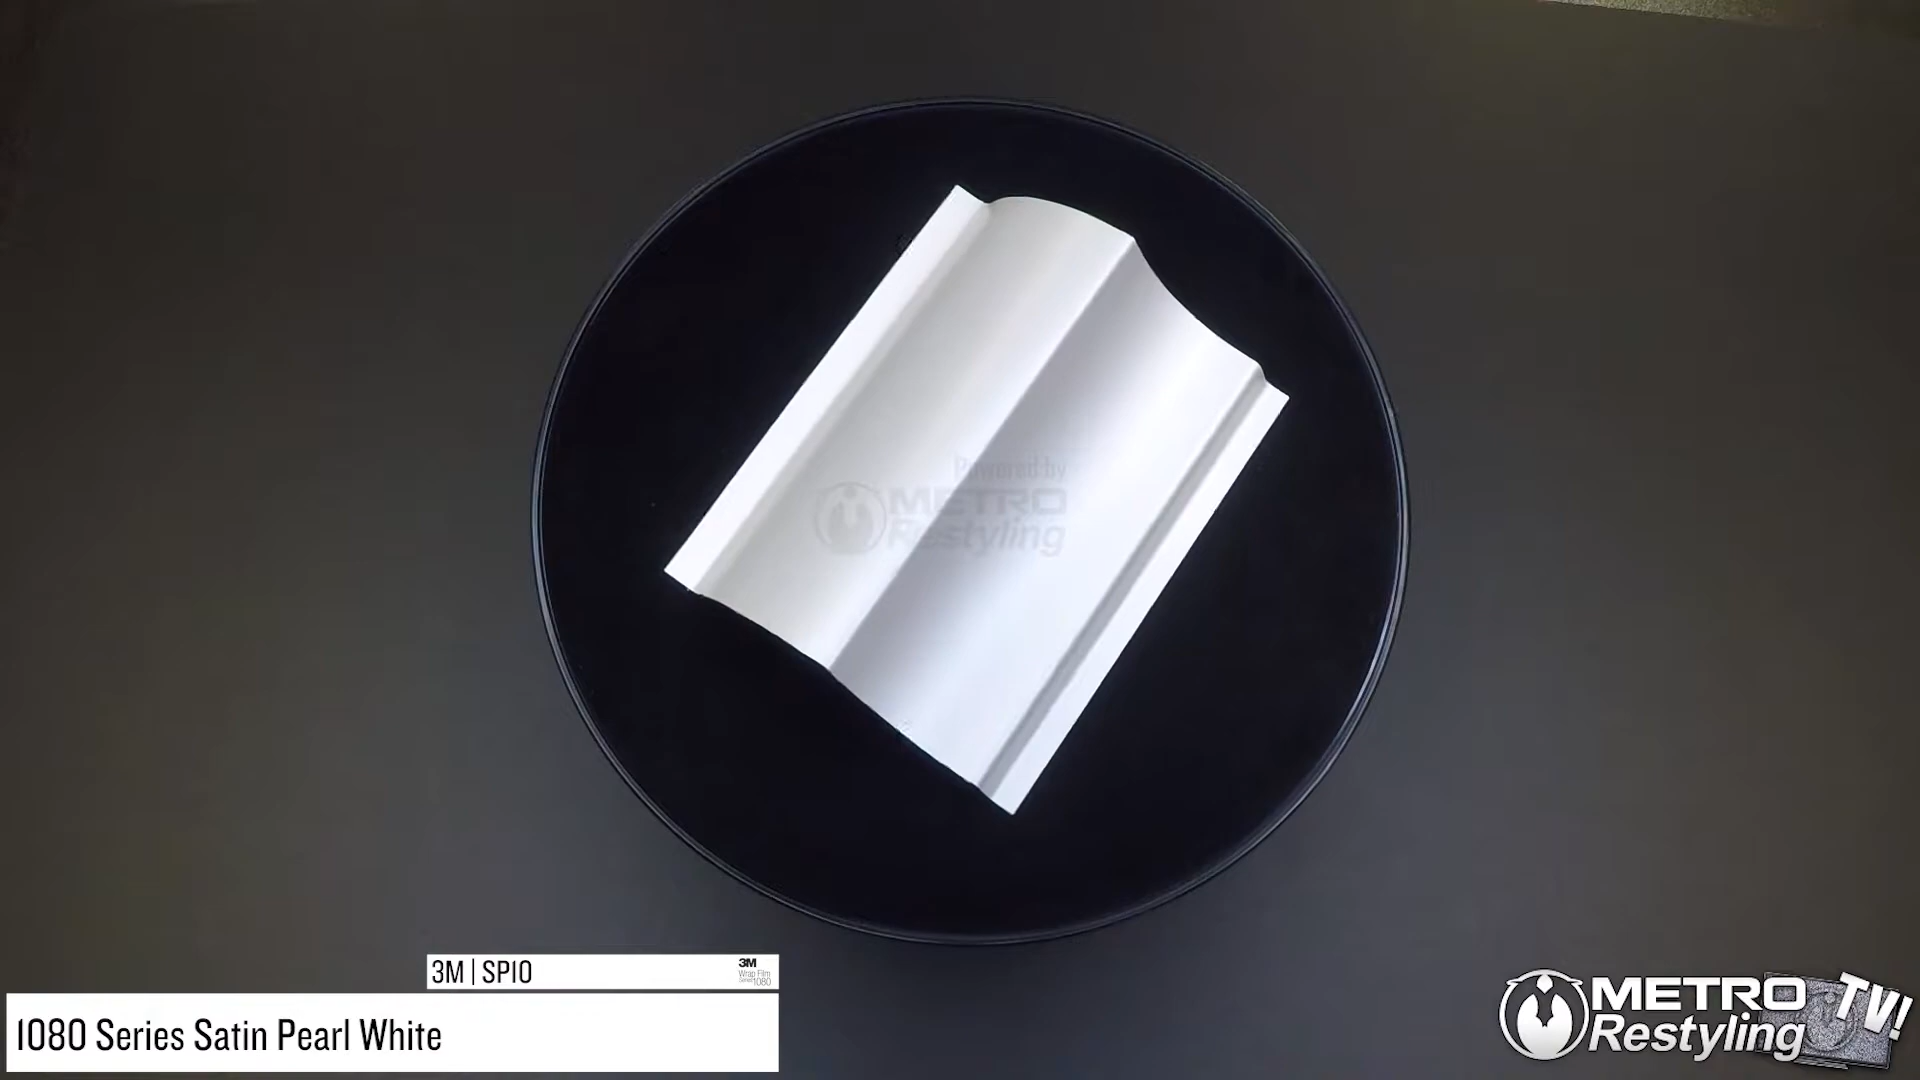 Powered by
METRO
Restyling
3M | SP10
3M
Wrap Film
Series 1080
1080 Series Satin Pearl White
METRO
Restyling
TV!